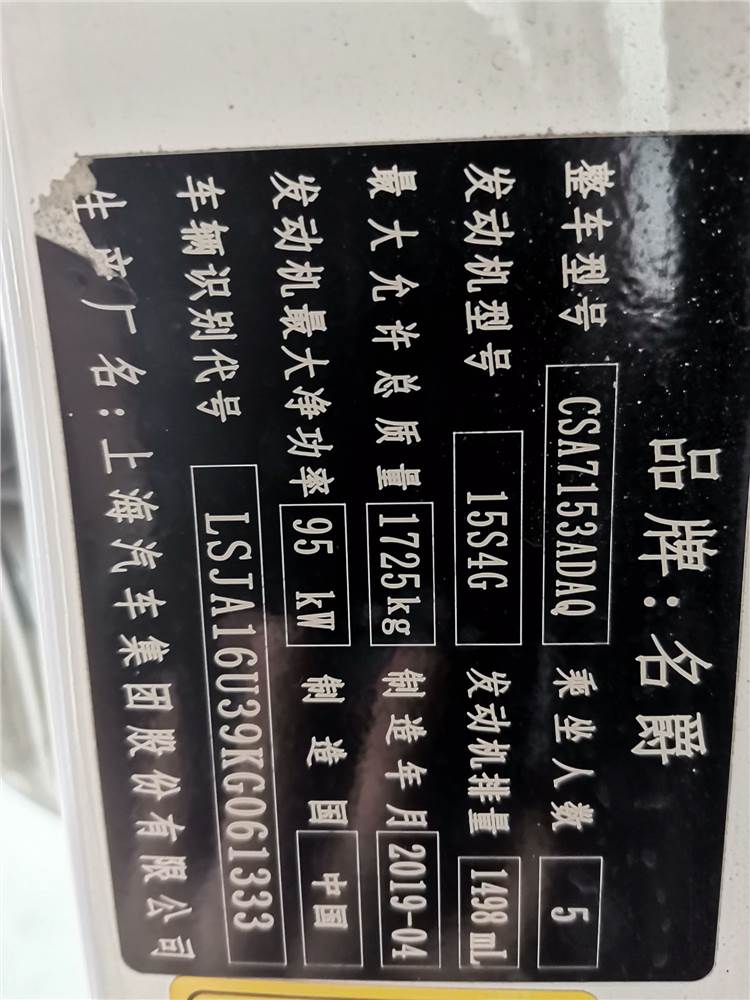 品牌：名爵
整车型号 CSA7153ADAQ 乘坐人数 5
发动机型号 15S4G 发动机排量 1498 mL
最大允许总质量 1725kg 制造年月 2019-04
发动机最大净功率 95 kW 制造国 中国
车辆识别代号 LSJA16U39KG061333
生产厂名：上海汽车集团股份有限公司